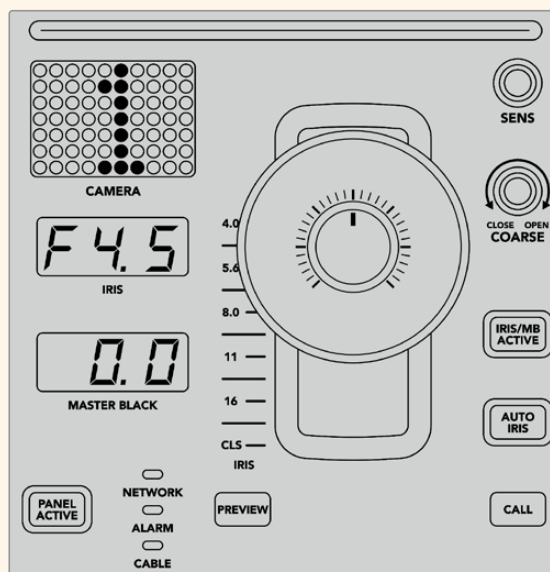 SENS
1
CAMERA
CLOSE OPEN
COARSE
4.0
F4.5
5.6
IRIS
8.0
IRIS/MB
ACTIVE
0.0
11
MASTER BLACK
16
AUTO
IRIS
CLS
IRIS
PANEL
ACTIVE
NETWORK
ALARM
CABLE
PREVIEW
CALL